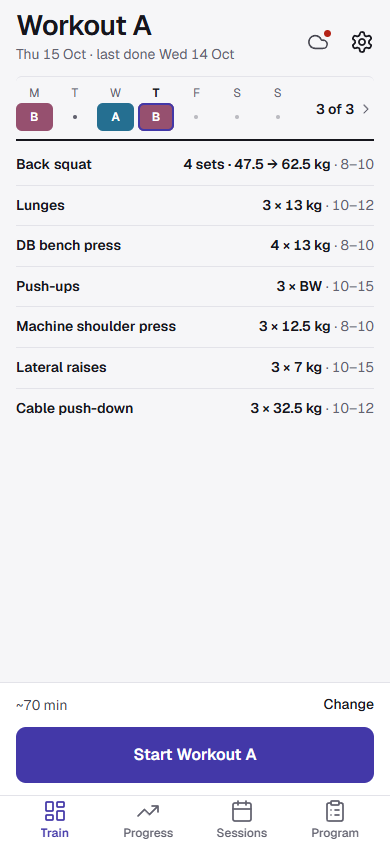 Workout A
Thu 15 Oct · last done Wed 14 Oct
M T W T F S S
B A B
3 of 3
Back squat 4 sets · 47.5 → 62.5 kg · 8–10
Lunges 3 × 13 kg · 10–12
DB bench press 4 × 13 kg · 8–10
Push-ups 3 × BW · 10–15
Machine shoulder press 3 × 12.5 kg · 8–10
Lateral raises 3 × 7 kg · 10–15
Cable push-down 3 × 32.5 kg · 10–12
~70 min Change
Start Workout A
Train Progress Sessions Program